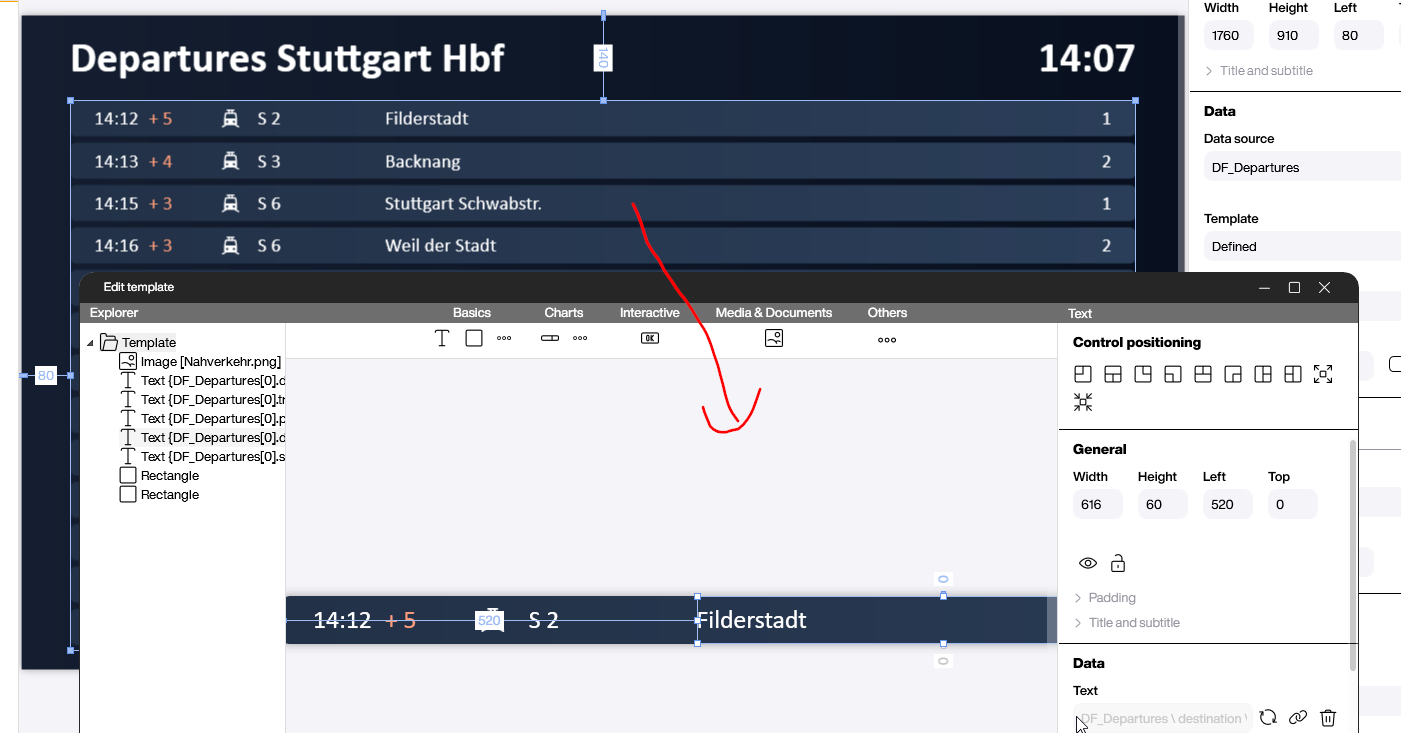 Width Height Left
1760 910 80
Title and subtitle
Data
Data source
DF_Departures
Template
Defined
Departures Stuttgart Hbf 14:07
140
14:12 + 5 S 2 Filderstadt 1
14:13 + 4 S 3 Backnang 2
14:15 + 3 S 6 Stuttgart Schwabstr. 1
14:16 + 3 S 6 Weil der Stadt 2
80
Edit template
Explorer Basics Charts Interactive Media & Documents Others Text
OK
Template
Image [Nahverkehr.png]
Text {DF_Departures[0].d
Text {DF_Departures[0].tr
Text {DF_Departures[0].p
Text {DF_Departures[0].d
Text {DF_Departures[0].s
Rectangle
Rectangle
Control positioning
General
Width Height Left Top
616 60 520 0
Padding
Title and subtitle
0
14:12 + 5 520 S 2 Filderstadt
0
Data
Text
DF_Departures \ destination \